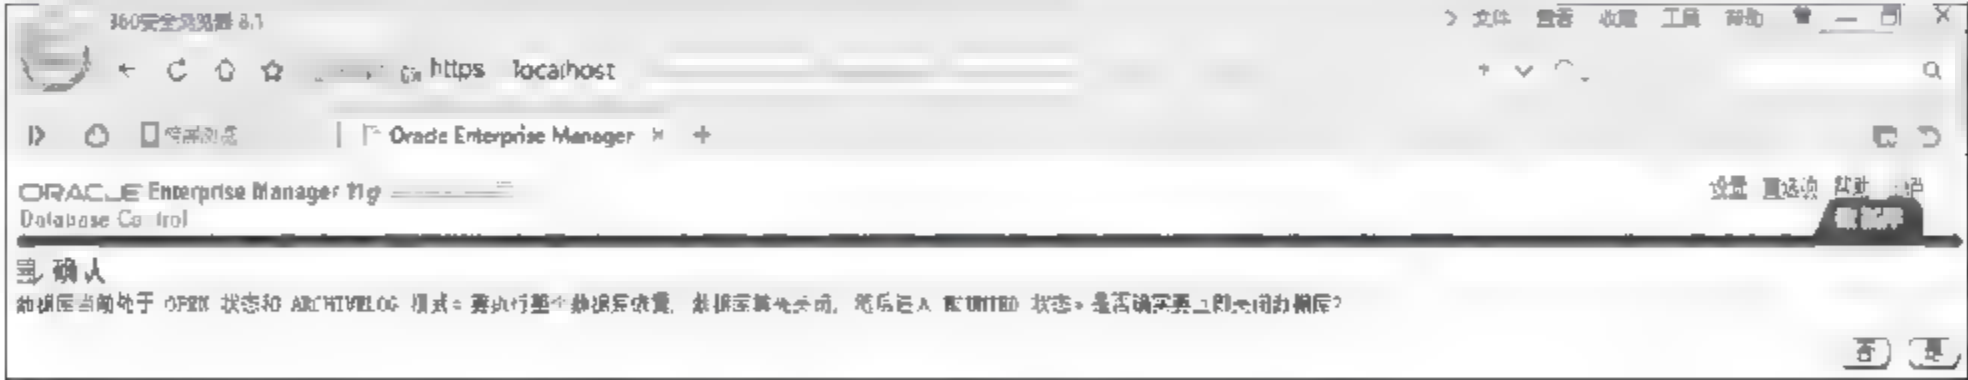 360安全浏览器 8.1
文件 查看 收藏 工具 帮助
https localhost
Oracle Enterprise Manager
ORACLE Enterprise Manager 11g
设置 首选项 帮助
Database Control
数据库
确认
数据库当前处于 OPEN 状态和 ARCHIVELOG 模式。要执行整个数据库恢复, 数据库将关闭, 然后进入 MOUNTED 状态。是否确实要立即关闭数据库?
否 是